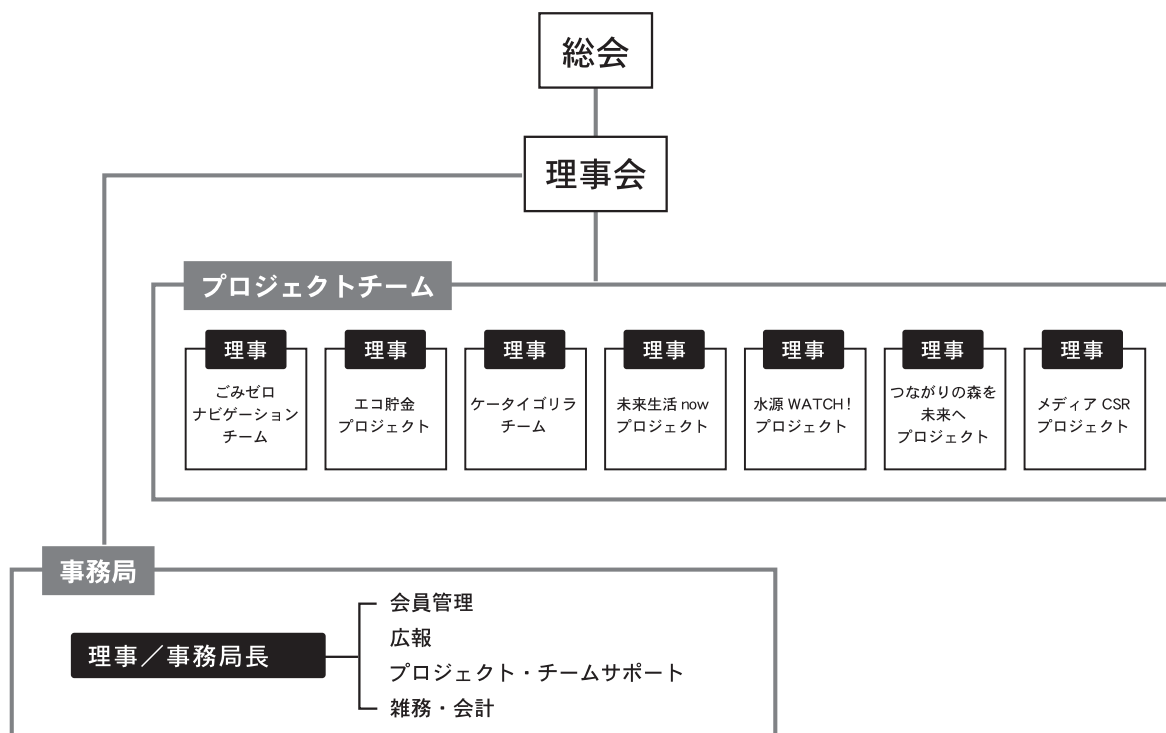 総会
理事会
プロジェクトチーム
理事
ごみゼロ
ナビゲーション
チーム
理事
エコ貯金
プロジェクト
理事
ケータイゴリラ
チーム
理事
未来生活 now
プロジェクト
理事
水源 WATCH!
プロジェクト
理事
つながりの森を
未来へ
プロジェクト
理事
メディア CSR
プロジェクト
事務局
理事／事務局長
会員管理
広報
プロジェクト・チームサポート
雑務・会計